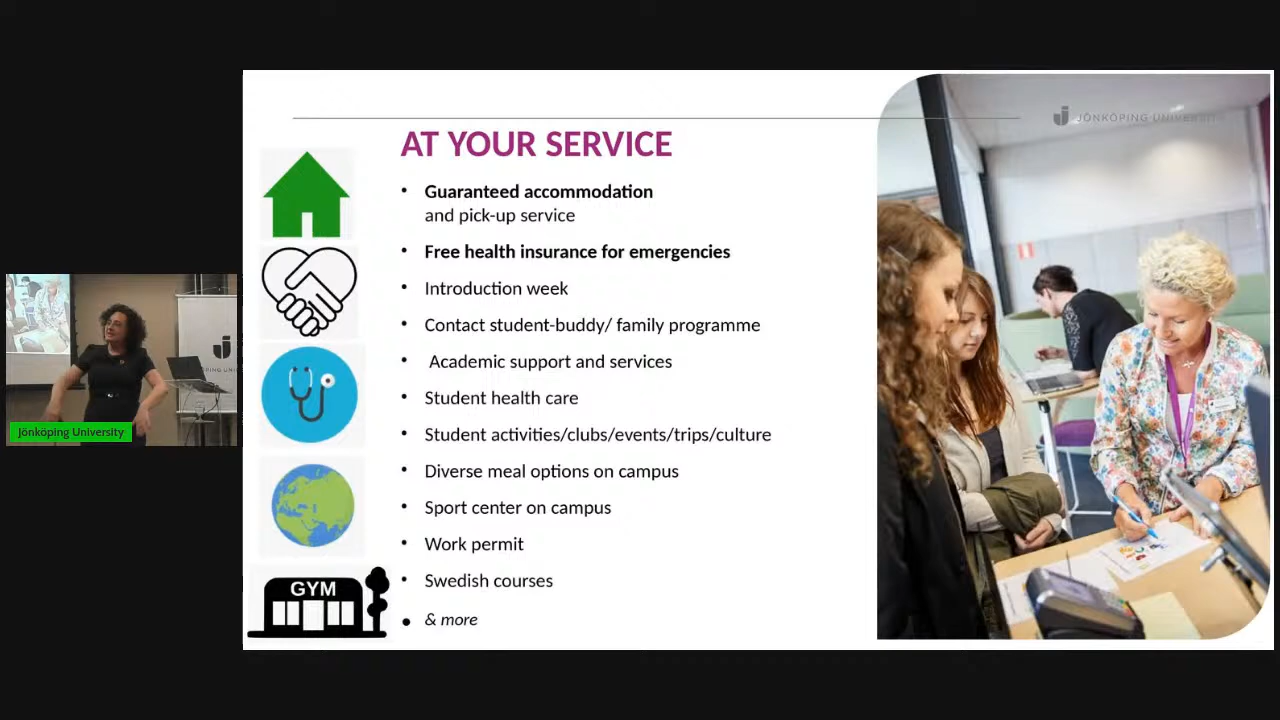 JÖNKÖPING UNIVERSITY
AT YOUR SERVICE
• Guaranteed accommodation
and pick-up service
• Free health insurance for emergencies
• Introduction week
• Contact student-buddy/ family programme
• Academic support and services
• Student health care
• Student activities/clubs/events/trips/culture
• Diverse meal options on campus
• Sport center on campus
• Work permit
• Swedish courses
• & more
GYM
Jönköping University